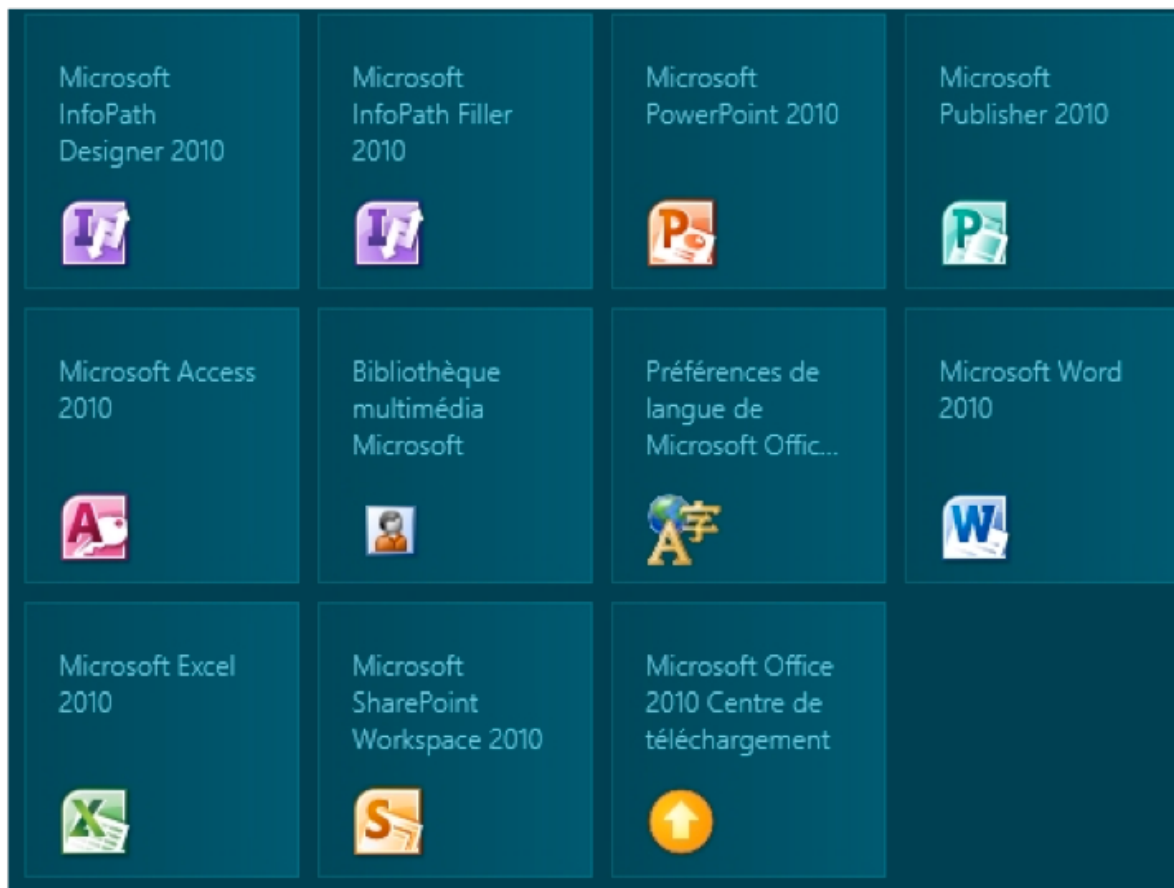 Microsoft
InfoPath
Designer 2010
Microsoft
InfoPath Filler
2010
Microsoft
PowerPoint 2010
Microsoft
Publisher 2010
Microsoft Access
2010
Bibliothèque
multimédia
Microsoft
Préférences de
langue de
Microsoft Offic...
A字
Microsoft Word
2010
W
Microsoft Excel
2010
X
Microsoft
SharePoint
Workspace 2010
S
Microsoft Office
2010 Centre de
téléchargement